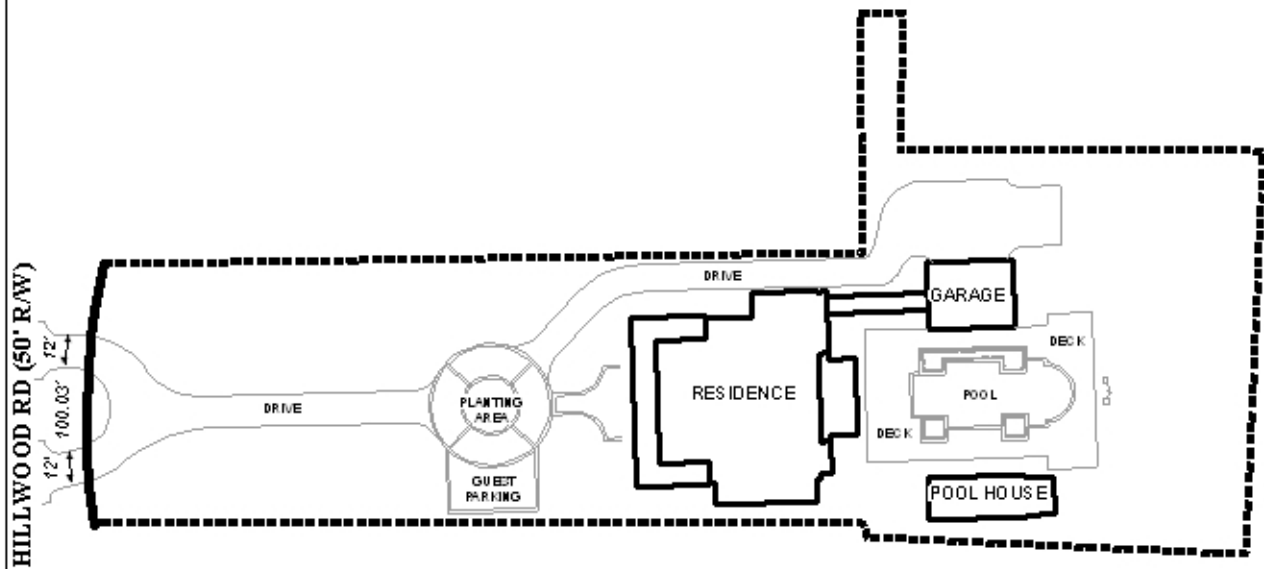 HILLWOOD RD (50' R/W)
12'
100.03'
12'
DRIVE
PLANTING
AREA
GUEST
PARKING
DRIVE
RESIDENCE
GARAGE
DECK
POOL
DECK
POOL HOUSE